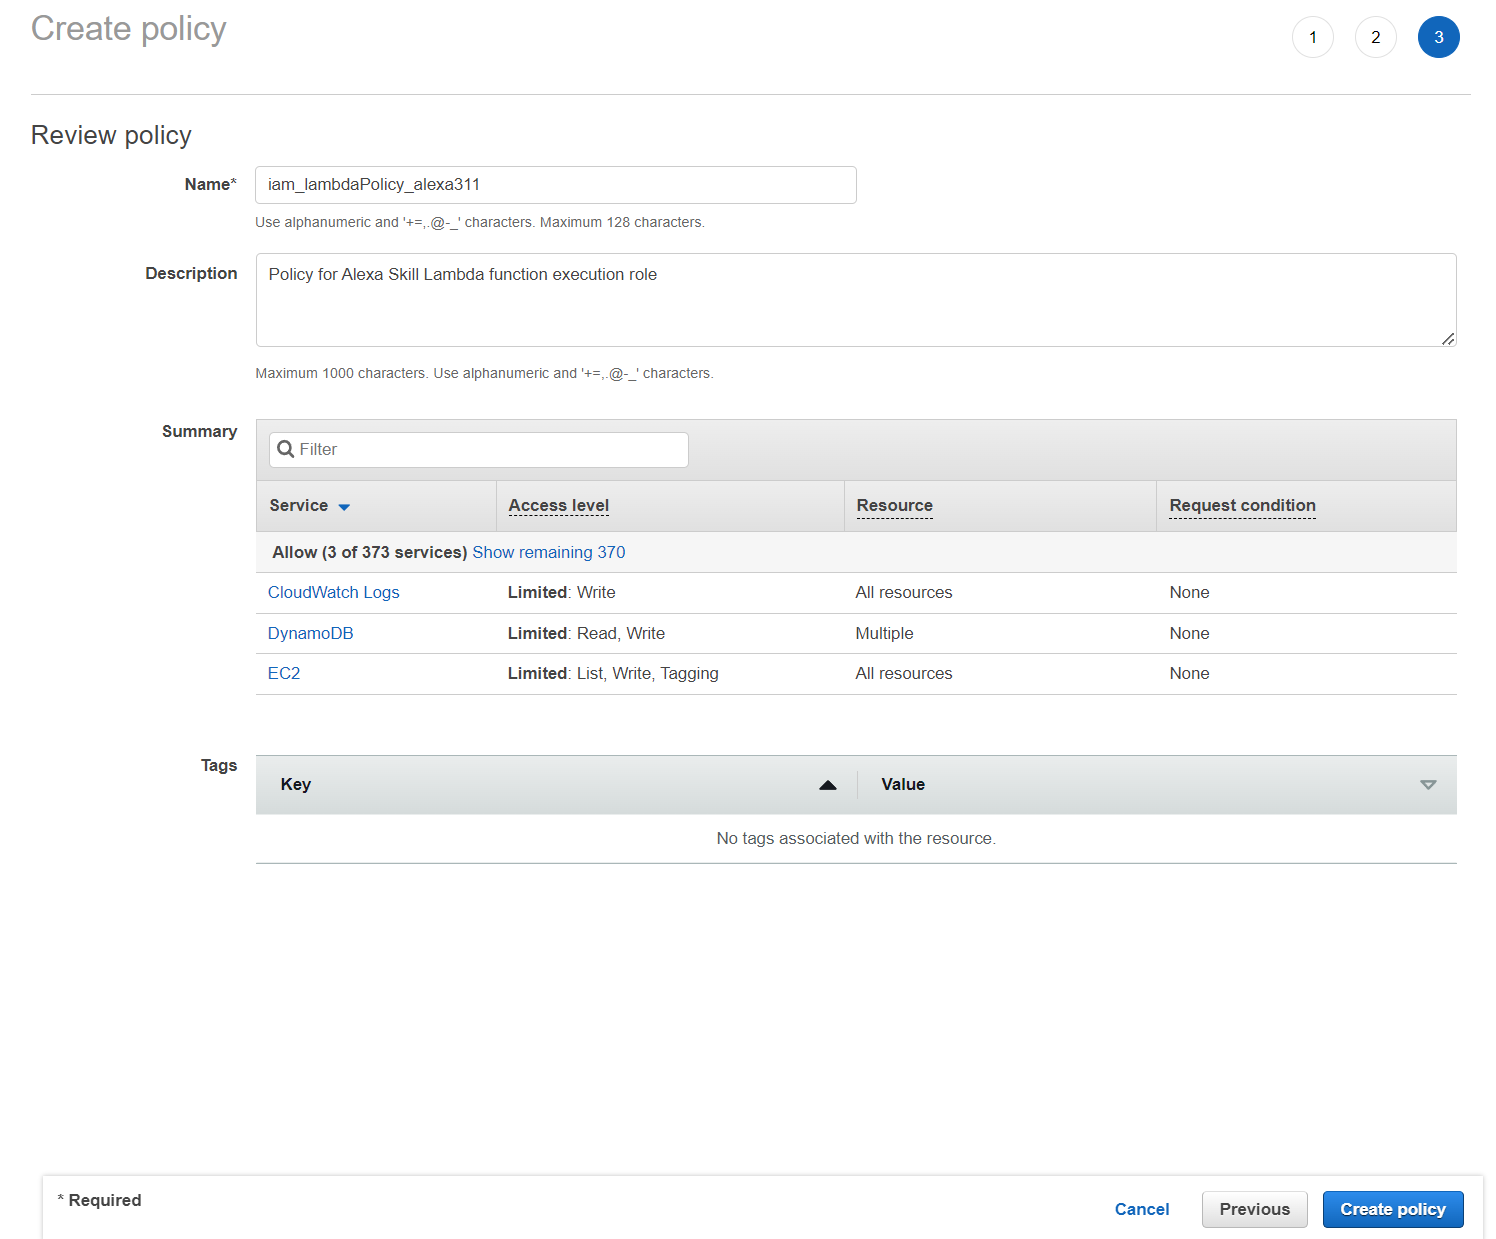 Create policy
1 2 3
Review policy
Name* iam_lambdaPolicy_alexa311
Use alphanumeric and '+=,.@-_' characters. Maximum 128 characters.
Description Policy for Alexa Skill Lambda function execution role
Maximum 1000 characters. Use alphanumeric and '+=,.@-_' characters.
Summary Filter
Service Access level Resource Request condition
Allow (3 of 373 services) Show remaining 370
CloudWatch Logs Limited: Write All resources None
DynamoDB Limited: Read, Write Multiple None
EC2 Limited: List, Write, Tagging All resources None
Tags Key Value
No tags associated with the resource.
* Required Cancel Previous Create policy